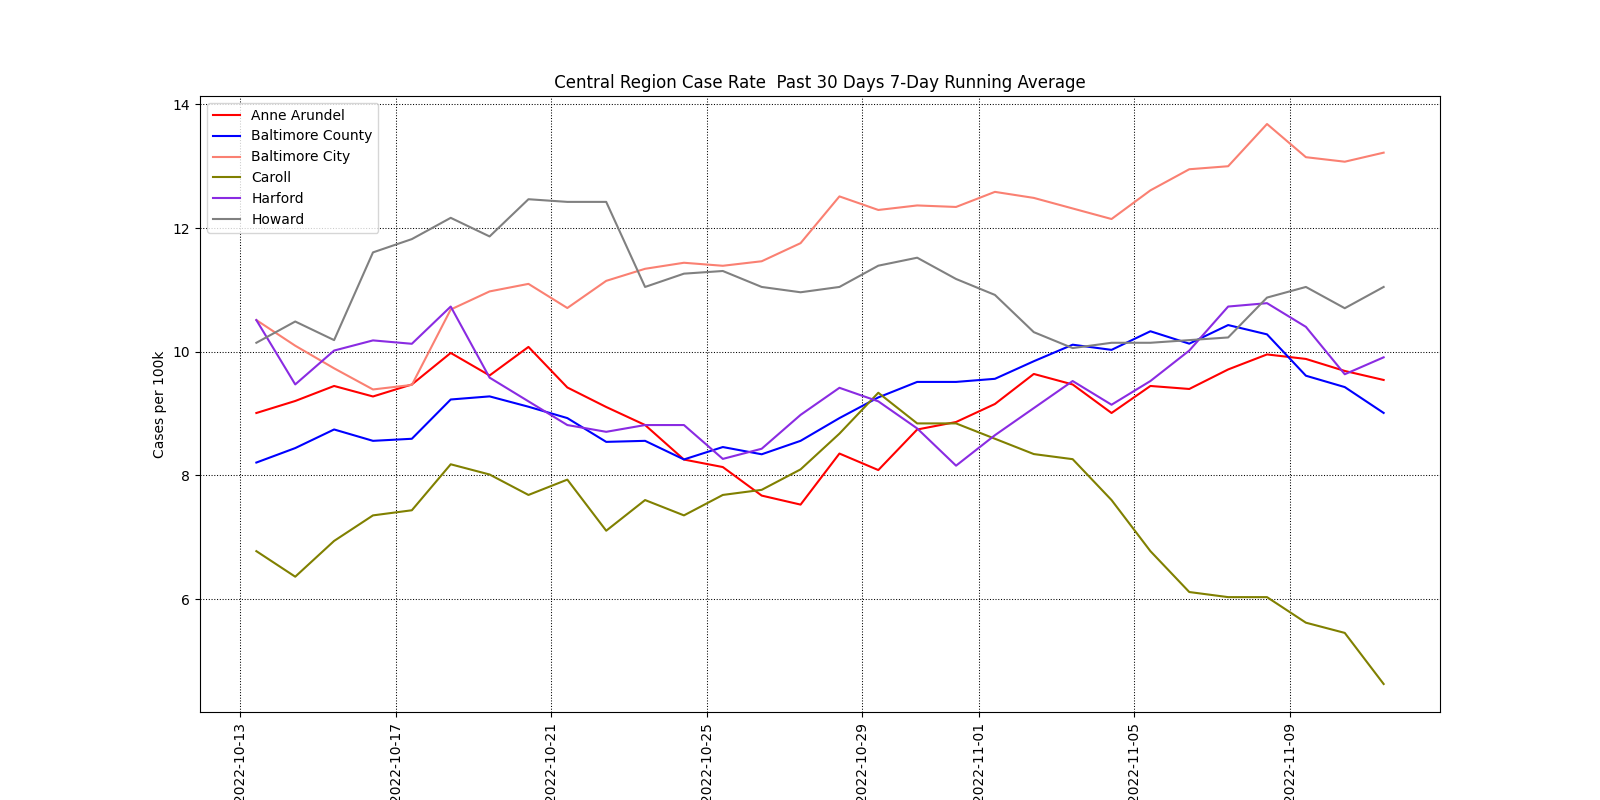 Central Region Case Rate  Past 30 Days 7-Day Running Average
14
12
10
8
6
Cases per 100k
Anne Arundel
Baltimore County
Baltimore City
Caroll
Harford
Howard
2022-10-13
2022-10-17
2022-10-21
2022-10-25
2022-10-29
2022-11-01
2022-11-05
2022-11-09